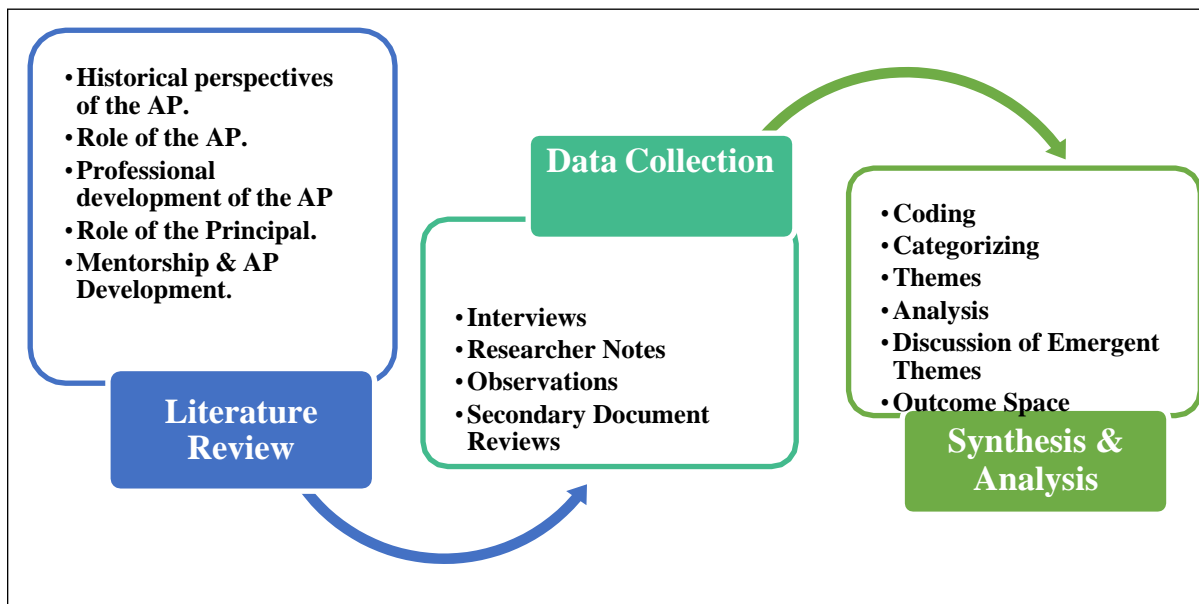 •Historical perspectives
of the AP.
•Role of the AP.
•Professional
development of the AP
•Role of the Principal.
•Mentorship & AP
Development.
Literature
Review
Data Collection
•Interviews
•Researcher Notes
•Observations
•Secondary Document
Reviews
•Coding
•Categorizing
•Themes
•Analysis
•Discussion of Emergent
Themes
•Outcome Space
Synthesis &
Analysis